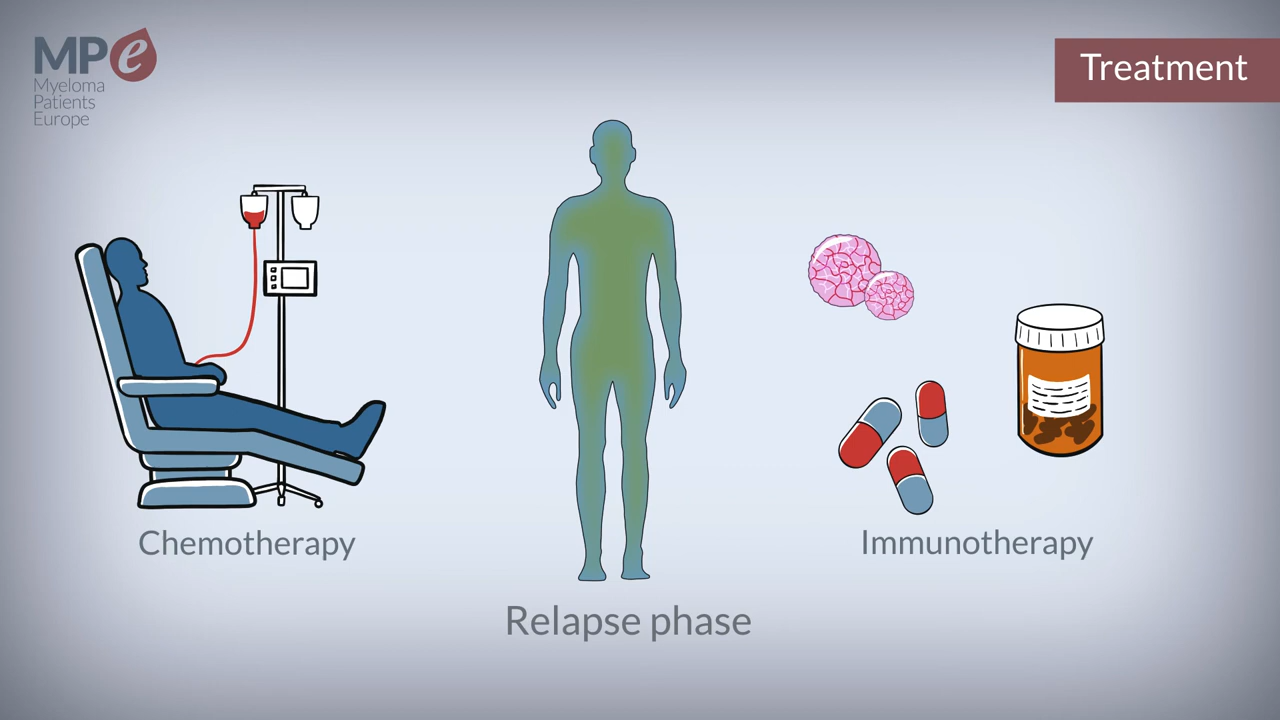 MPe
Myeloma
Patients
Europe
Treatment
Chemotherapy
Immunotherapy
Relapse phase